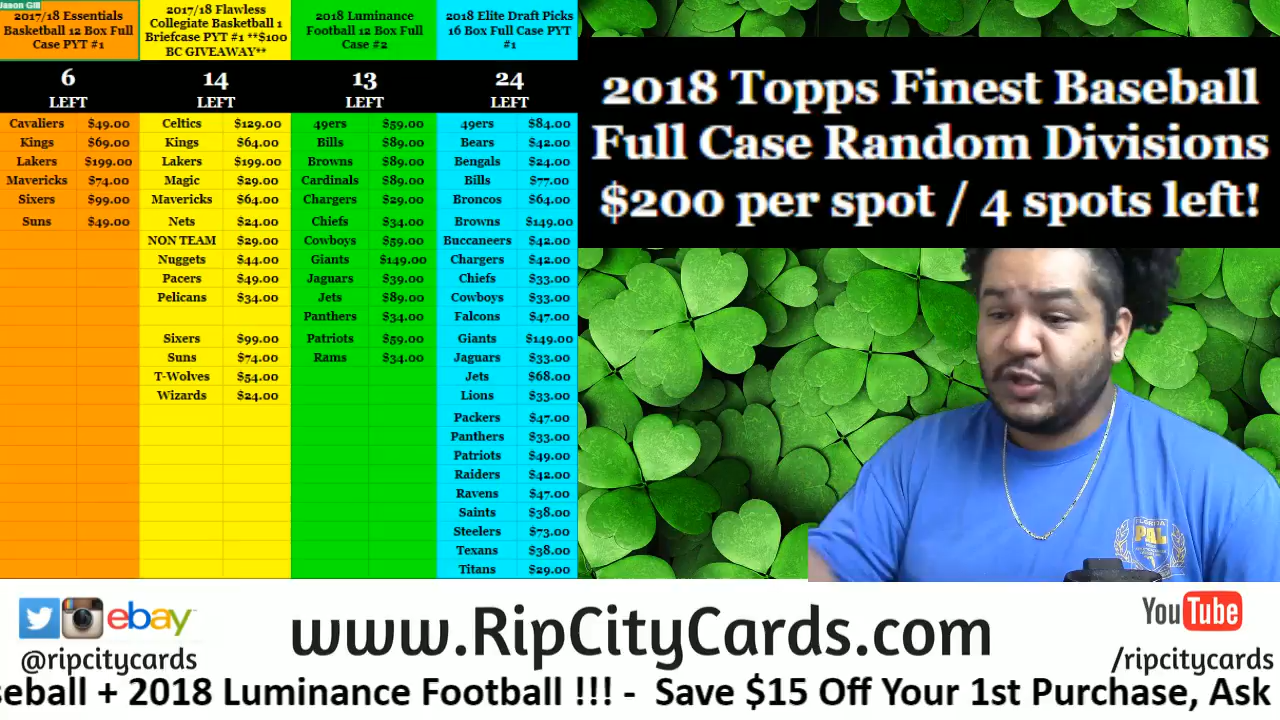 Jason Gill
2017/18 Essentials
Basketball 12 Box Full
Case PYT #1
6
LEFT
Cavaliers $49.00
Kings $69.00
Lakers $199.00
Mavericks $74.00
Sixers $99.00
Suns $49.00
2017/18 Flawless
Collegiate Basketball 1
Briefcase PYT #1 **$100
BC GIVEAWAY**
14
LEFT
Celtics $129.00
Kings $64.00
Lakers $199.00
Magic $29.00
Mavericks $64.00
Nets $24.00
NON TEAM $29.00
Nuggets $44.00
Pacers $49.00
Pelicans $34.00
Sixers $99.00
Suns $74.00
T-Wolves $54.00
Wizards $24.00
2018 Luminance
Football 12 Box Full
Case #2
13
LEFT
49ers $59.00
Bills $89.00
Browns $89.00
Cardinals $89.00
Chargers $29.00
Chiefs $34.00
Cowboys $59.00
Giants $149.00
Jaguars $39.00
Jets $89.00
Panthers $34.00
Patriots $59.00
Rams $34.00
2018 Elite Draft Picks
16 Box Full Case PYT
#1
24
LEFT
49ers $84.00
Bears $42.00
Bengals $24.00
Bills $77.00
Broncos $64.00
Browns $149.00
Buccaneers $42.00
Chargers $42.00
Chiefs $33.00
Cowboys $33.00
Falcons $47.00
Giants $149.00
Jaguars $33.00
Jets $68.00
Lions $33.00
Packers $47.00
Panthers $33.00
Patriots $49.00
Raiders $42.00
Ravens $47.00
Saints $38.00
Steelers $73.00
Texans $38.00
Titans $29.00
2018 Topps Finest Baseball
Full Case Random Divisions
$200 per spot / 4 spots left!
FLORIDA
PAL
ebay
@ripcitycards
www.RipCityCards.com
YouTube
/ripcitycards
seball + 2018 Luminance Football !!! - Save $15 Off Your 1st Purchase, Ask